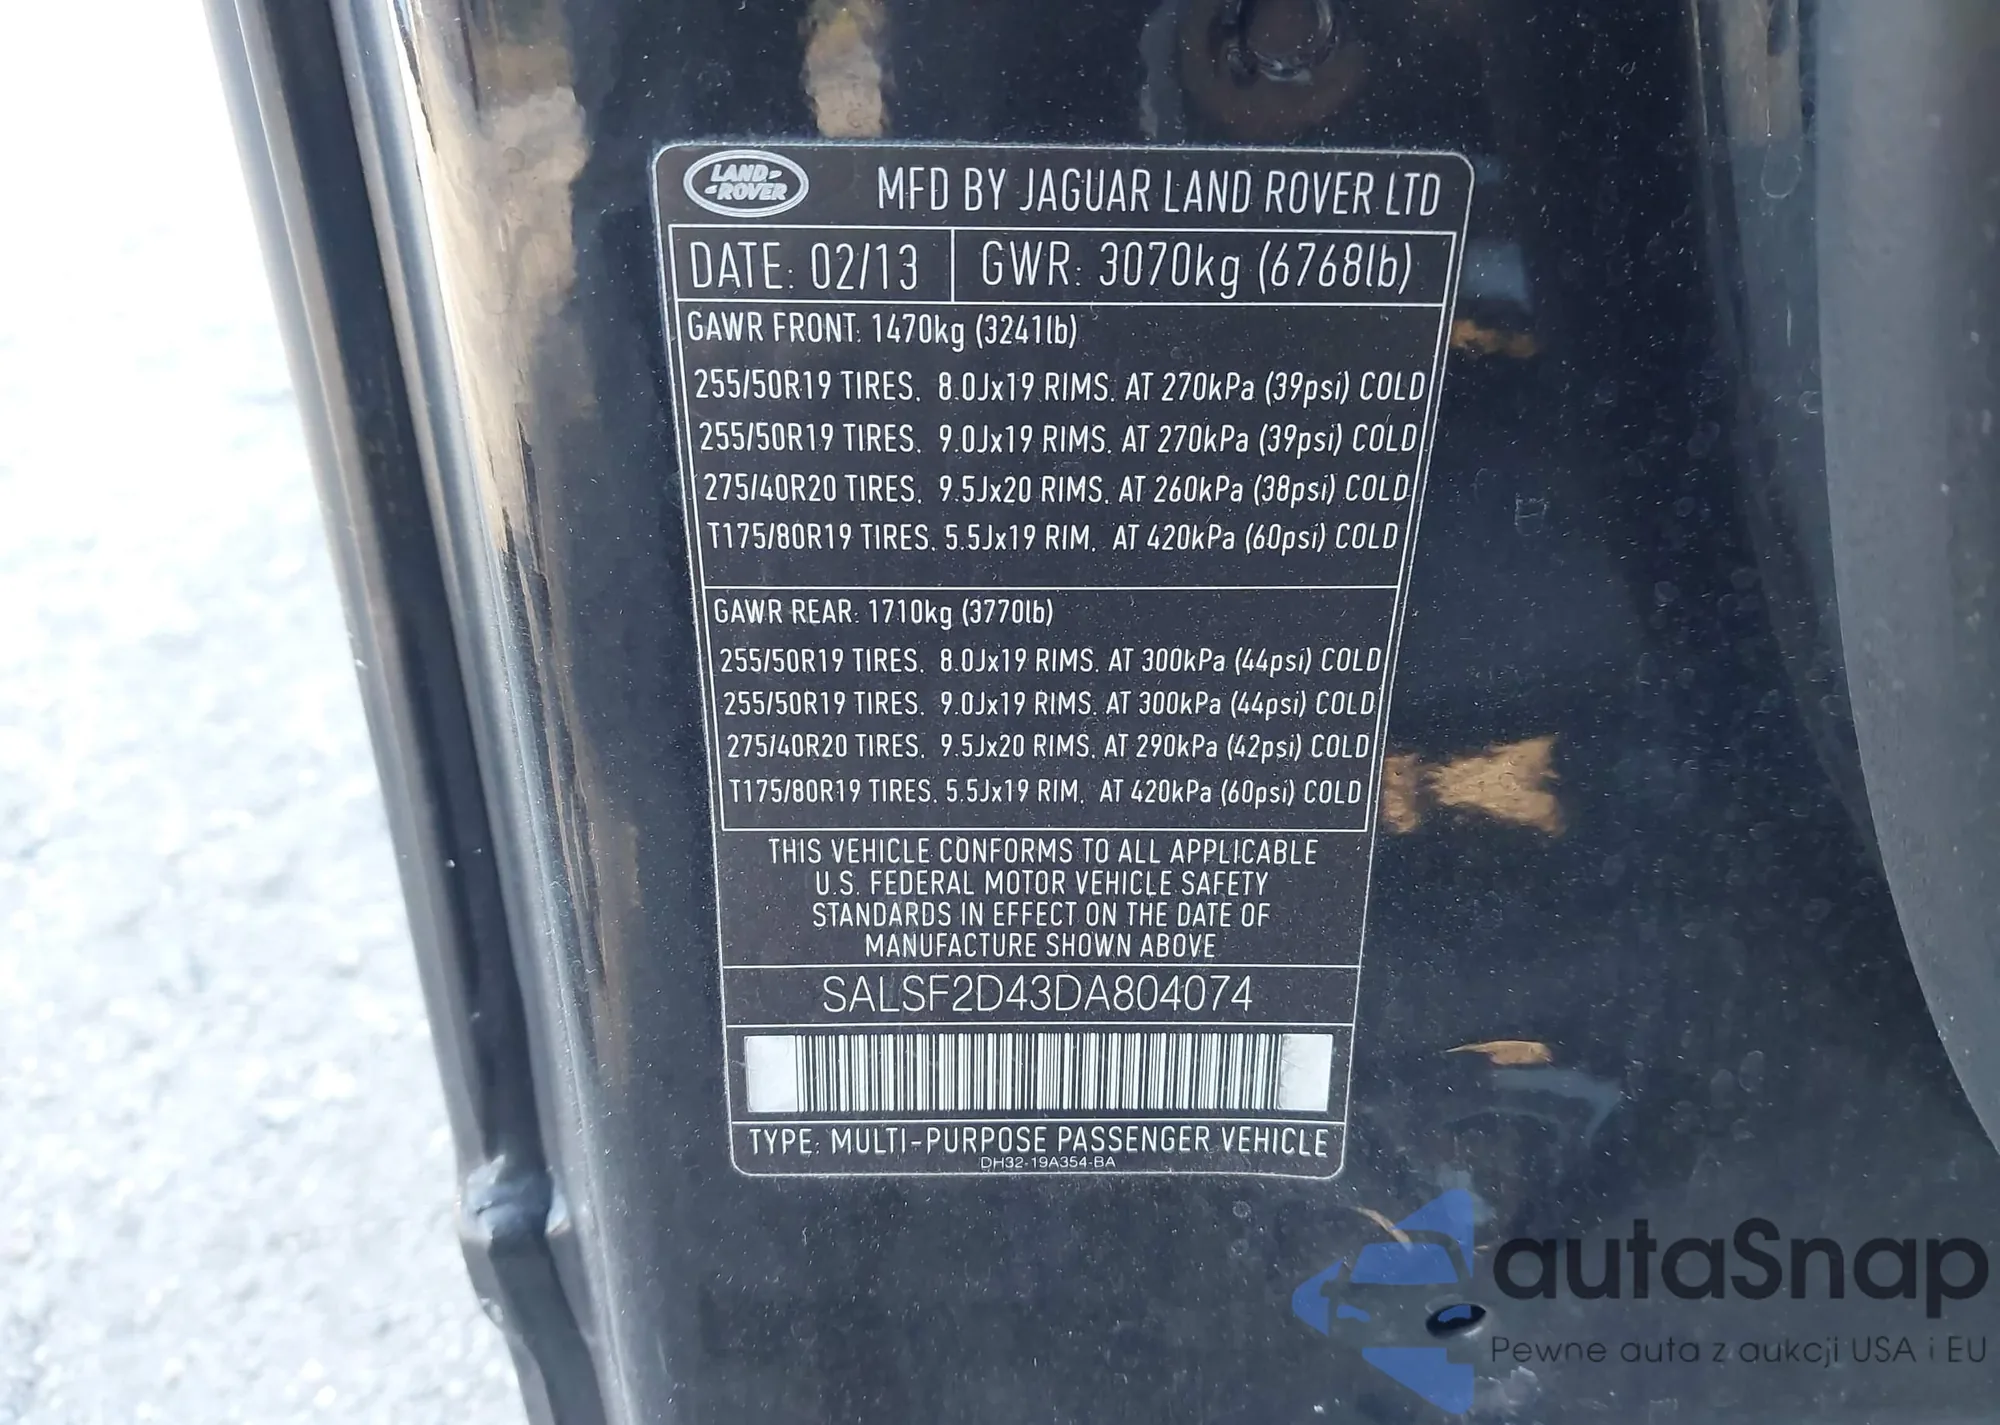 LAND ROVER
MFD BY JAGUAR LAND ROVER LTD
DATE: 02/13 GWR: 3070kg (6768lb)
GAWR FRONT: 1470kg (3241lb)
255/50R19 TIRES, 8.0Jx19 RIMS, AT 270kPa (39psi) COLD
255/50R19 TIRES, 9.0Jx19 RIMS, AT 270kPa (39psi) COLD
275/40R20 TIRES, 9.5Jx20 RIMS, AT 260kPa (38psi) COLD
T175/80R19 TIRES, 5.5Jx19 RIM, AT 420kPa (60psi) COLD
GAWR REAR: 1710kg (3770lb)
255/50R19 TIRES, 8.0Jx19 RIMS, AT 300kPa (44psi) COLD
255/50R19 TIRES, 9.0Jx19 RIMS, AT 300kPa (44psi) COLD
275/40R20 TIRES, 9.5Jx20 RIMS, AT 290kPa (42psi) COLD
T175/80R19 TIRES, 5.5Jx19 RIM, AT 420kPa (60psi) COLD
THIS VEHICLE CONFORMS TO ALL APPLICABLE
U.S. FEDERAL MOTOR VEHICLE SAFETY
STANDARDS IN EFFECT ON THE DATE OF
MANUFACTURE SHOWN ABOVE
SALSF2D43DA804074
TYPE: MULTI-PURPOSE PASSENGER VEHICLE
DH32-19A354-BA
autaSnap
Pewne auta z aukcji USA i EU